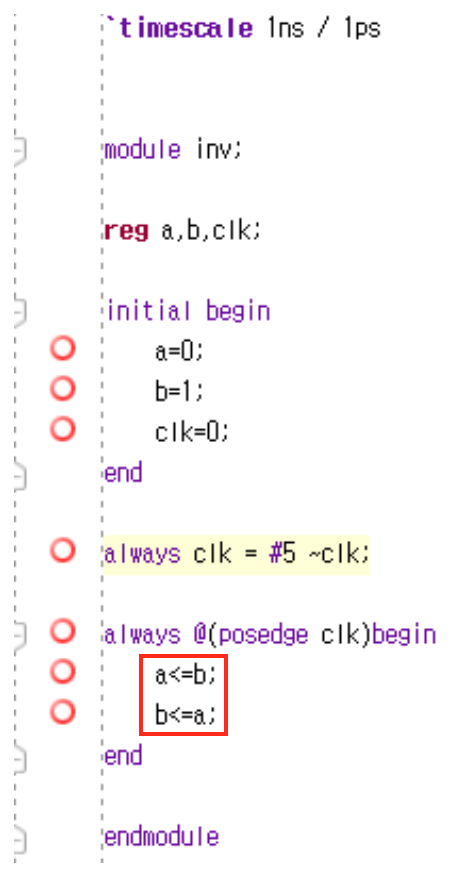 `timescale 1ns / 1ps
module inv;
reg a,b,clk;
initial begin
a=0;
b=1;
clk=0;
end
always clk = #5 ~clk;
always @(posedge clk)begin
a<=b;
b<=a;
end
endmodule